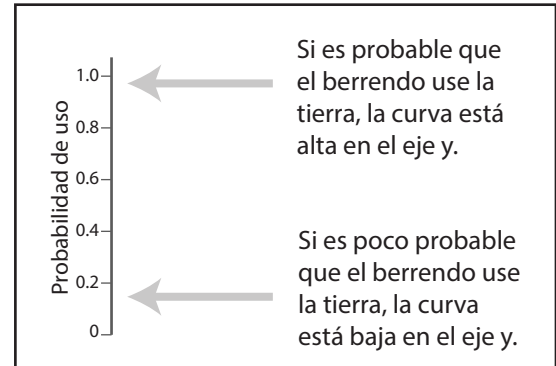 Si es probable que
el berrendo use la
tierra, la curva está
alta en el eje y.
Probabilidad de uso
1.0
0.8
0.6
0.4
0.2
0
Si es poco probable
que el berrendo use
la tierra, la curva
está baja en el eje y.